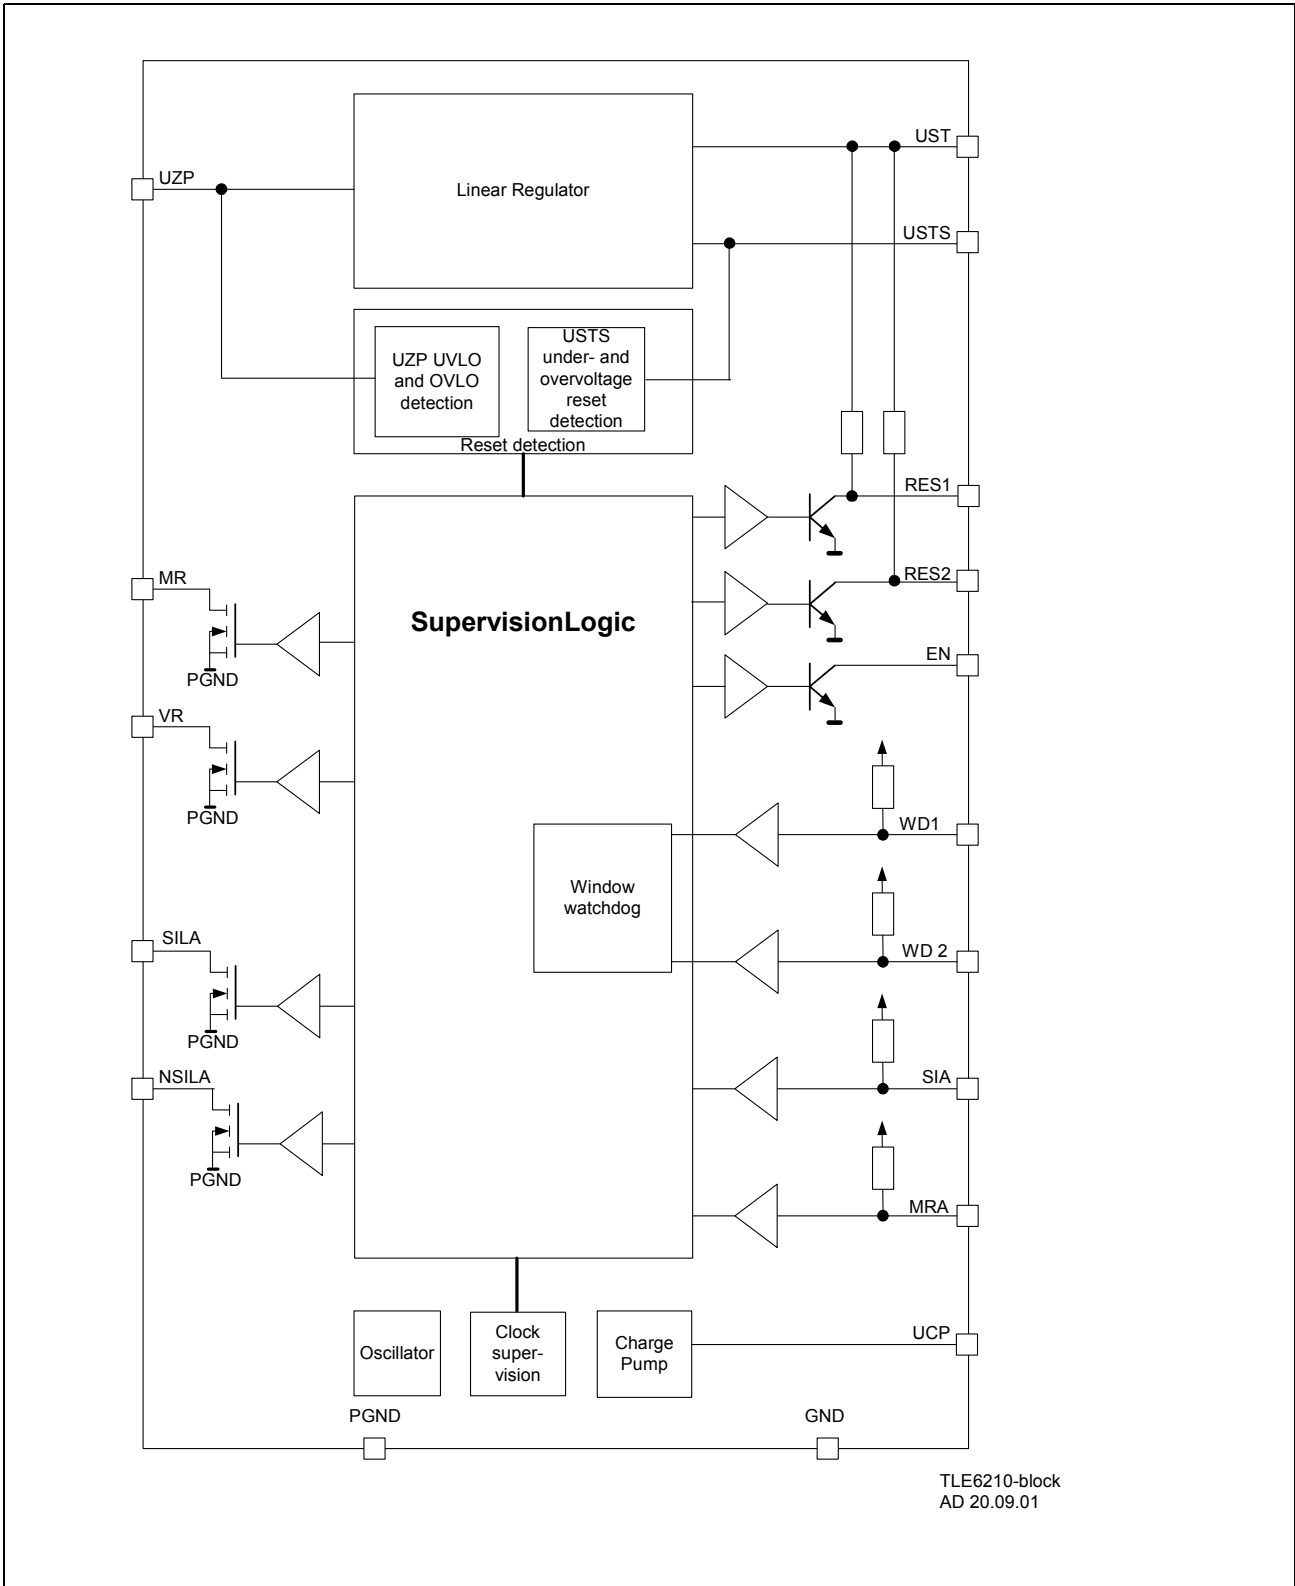 UST
UZP
Linear Regulator
USTS
UZP UVLO
and OVLO
detection
USTS
under- and
overvoltage
reset
detection
Reset detection
RES1
MR
RES2
SupervisionLogic
EN
PGND
VR
PGND
WD1
Window
watchdog
SILA
WD 2
PGND
NSILA
SIA
PGND
MRA
UCP
Oscillator
Clock
super-
vision
Charge
Pump
PGND
GND
TLE6210-block
AD 20.09.01